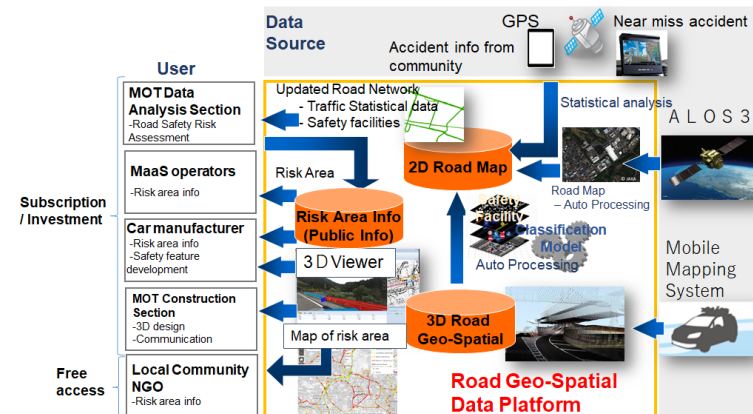 Data
Source
GPS
Near miss accident
Accident info from
community
User
MOT Data
Analysis Section
-Road Safety Risk
Assessment
Updated Road Network
- Traffic Statistical data
- Safety facilities
Statistical analysis
ALOS3
2D Road Map
© JAXA
Road Map
– Auto Processing
MaaS operators
-Risk area info
Risk Area
Subscription
/ Investment
Risk Area Info
(Public Info)
Safety
Facility
Classification
Model
Auto Processing
Car manufacturer
-Risk area info
-Safety feature
development
3DViewer
Mobile
Mapping
System
MOT Construction
Section
-3D design
-Communication
3D Road
Geo-Spatial
Map of risk area
Free
access
Local Community
NGO
-Risk area info
Road Geo-Spatial
Data Platform